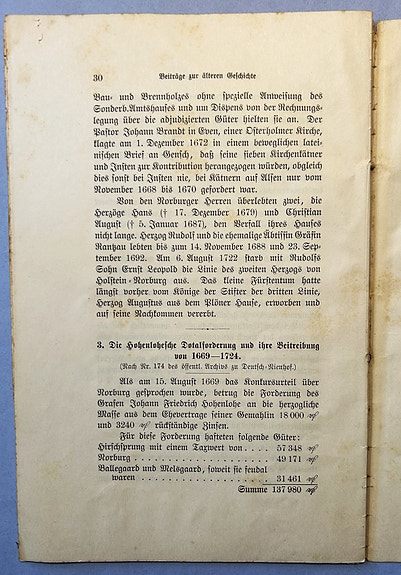 30
Beiträge zur älteren Geschichte
Bau- und Brennholzes ohne spezielle Anweisung des
Sonderb. Amtshauses und um Dispens von der Rechnungs-
legung über die adjudizierten Güter hielten sie an. Der
Pastor Johann Brandt in Even, einer Osterholmer Kirche,
klagte am 1. Dezember 1672 in einem beweglichen latei-
nischen Brief an Gensch, daß seine sieben Kirchenkätner
und Insten zur Kontribution herangezogen würden, obgleich
dies sonst bei Insten nie, bei Kätnern auf Alsen nur vom
November 1668 bis 1670 gefordert war.
Von den Norburger Herren überlebten zwei, die
Herzöge Hans († 17. Dezember 1679) und Christian
August († 5. Januar 1687), den Verfall ihres Hauses
nicht lange. Herzog Rudolf und die ehemalige Äbtissin Gräfin
Rantzau lebten bis zum 14. November 1688 und 23. Sep-
tember 1692. Am 6. August 1722 starb mit Rudolfs
Sohn Ernst Leopold die Linie des zweiten Herzogs von
Holstein-Norburg aus. Das kleine Fürstentum hatte
längst vorher vom Könige der Stifter der dritten Linie,
Herzog Augustus aus dem Plöner Hause, erworben und
auf seine Nachkommen vererbt.
3. Die Hohenlohesche Dotalforderung und ihre Beitreibung
von 1669—1724.
(Nach Nr. 174 des öffentl. Archivs zu Deutsch-Nienhof.)
Als am 15. August 1669 das Konkursurteil über
Norburg gesprochen wurde, betrug die Forderung des
Grafen Johann Friedrich Hohenlohe an die herzogliche
Masse aus dem Ehevertrage seiner Gemahlin 18 000
und 3240 rückständige Zinsen.
Für diese Forderung hafteten folgende Güter:
Hirschsprung mit einem Taxwert von . . . . 57 348
Norburg . . . . . . . . . . . . . . . . . . . . 49 171
Ballegaard und Melsgaard, soweit sie feudal
waren . . . . . . . . . . . . . . . . . . . 31 461
Summe 137 980